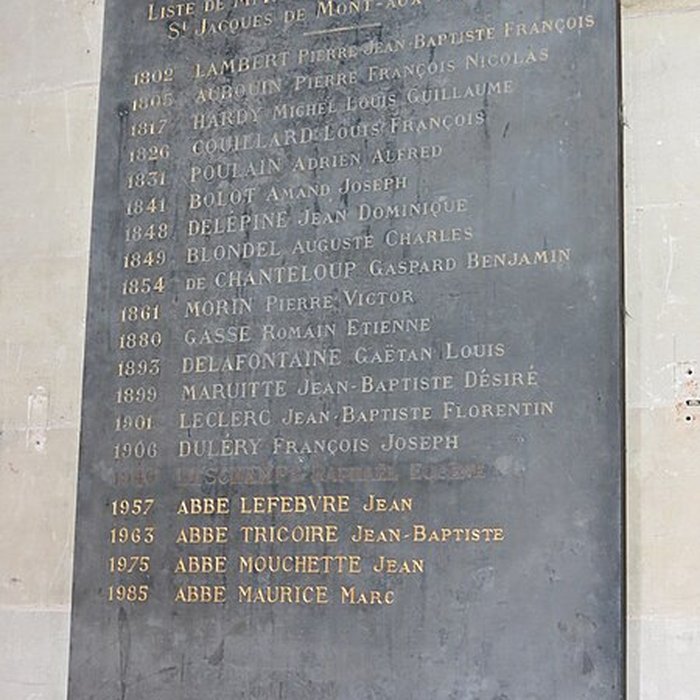 LISTE DE
ST JACQUES DE MONT-AUX
1802 LAMBERT PIERRE JEAN-BAPTISTE FRANÇOIS
1805 AUBOUIN PIERRE FRANÇOIS NICOLAS
1817 HARDY MICHEL LOUIS GUILLAUME
1826 COUILLARD LOUIS FRANÇOIS
1831 POULAIN ADRIEN ALFRED
1841 BOLOT AMAND JOSEPH
1848 DELÉPINE JEAN DOMINIQUE
1849 BLONDEL AUGUSTE CHARLES
1854 DE CHANTELOUP GASPARD BENJAMIN
1861 MORIN PIERRE VICTOR
1880 GASSE ROMAIN ETIENNE
1893 DELAFONTAINE GAËTAN LOUIS
1899 MARUITTE JEAN-BAPTISTE DÉSIRÉ
1901 LECLERC JEAN-BAPTISTE FLORENTIN
1906 DULÉRY FRANÇOIS JOSEPH
RAPHAËL EUGÈNE
1957 ABBE LEFEBVRE JEAN
1963 ABBE TRICOIRE JEAN-BAPTISTE
1975 ABBE MOUCHETTE JEAN
1985 ABBE MAURICE MARC